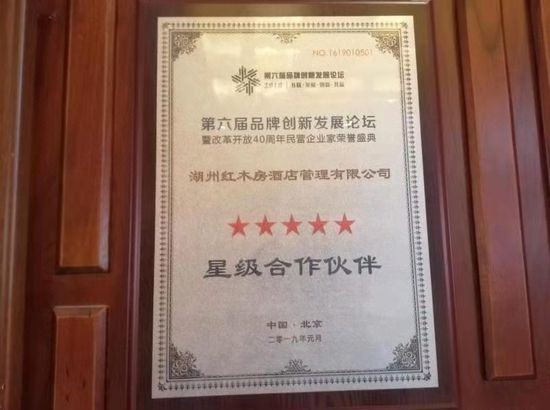 NO.1619010501
第六届品牌创新发展论坛
第六届品牌创新发展论坛
暨改革开放40周年民营企业家荣誉盛典
湖州红木房酒店管理有限公司
星级合作伙伴
中国·北京
二零一九年元月